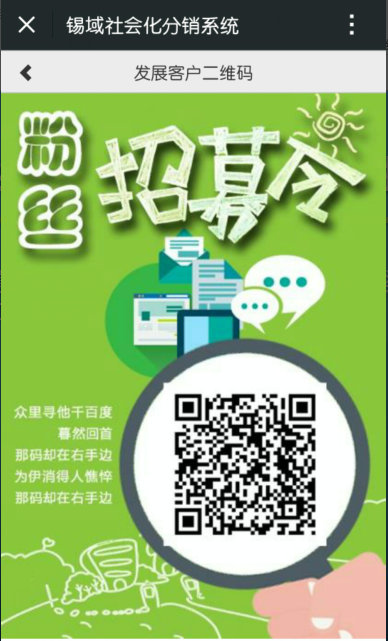 锡域社会化分销系统
发展客户二维码
粉丝
招募令
众里寻他千百度
暮然回首
那码却在右手边
为伊消得人憔悴
那码却在右手边